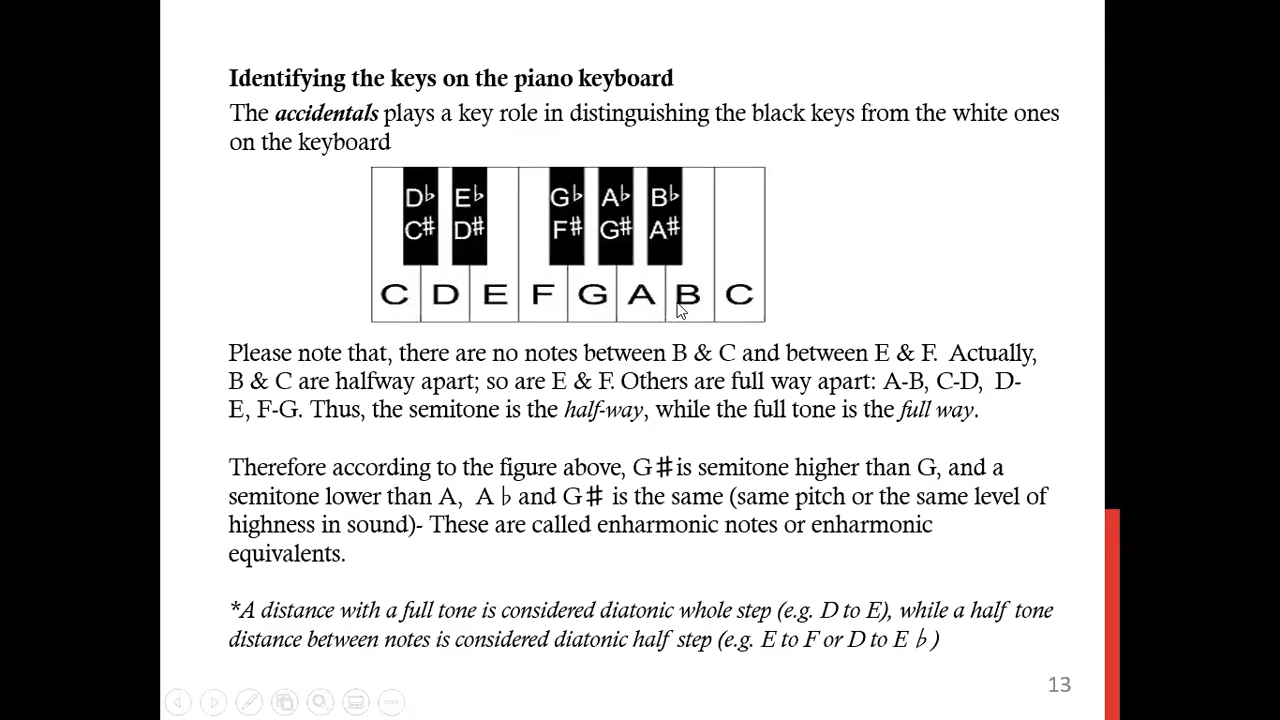 Identifying the keys on the piano keyboard
The accidentals plays a key role in distinguishing the black keys from the white ones
on the keyboard
D♭ E♭ G♭ A♭ B♭
C♯ D♯ F♯ G♯ A♯
C D E F G A B C
Please note that, there are no notes between B & C and between E & F. Actually,
B & C are halfway apart; so are E & F. Others are full way apart: A-B, C-D, D-
E, F-G. Thus, the semitone is the half-way, while the full tone is the full way.
Therefore according to the figure above, G♯is semitone higher than G, and a
semitone lower than A, A♭ and G♯ is the same (same pitch or the same level of
highness in sound)- These are called enharmonic notes or enharmonic
equivalents.
*A distance with a full tone is considered diatonic whole step (e.g. D to E), while a half tone
distance between notes is considered diatonic half step (e.g. E to F or D to E♭)
13